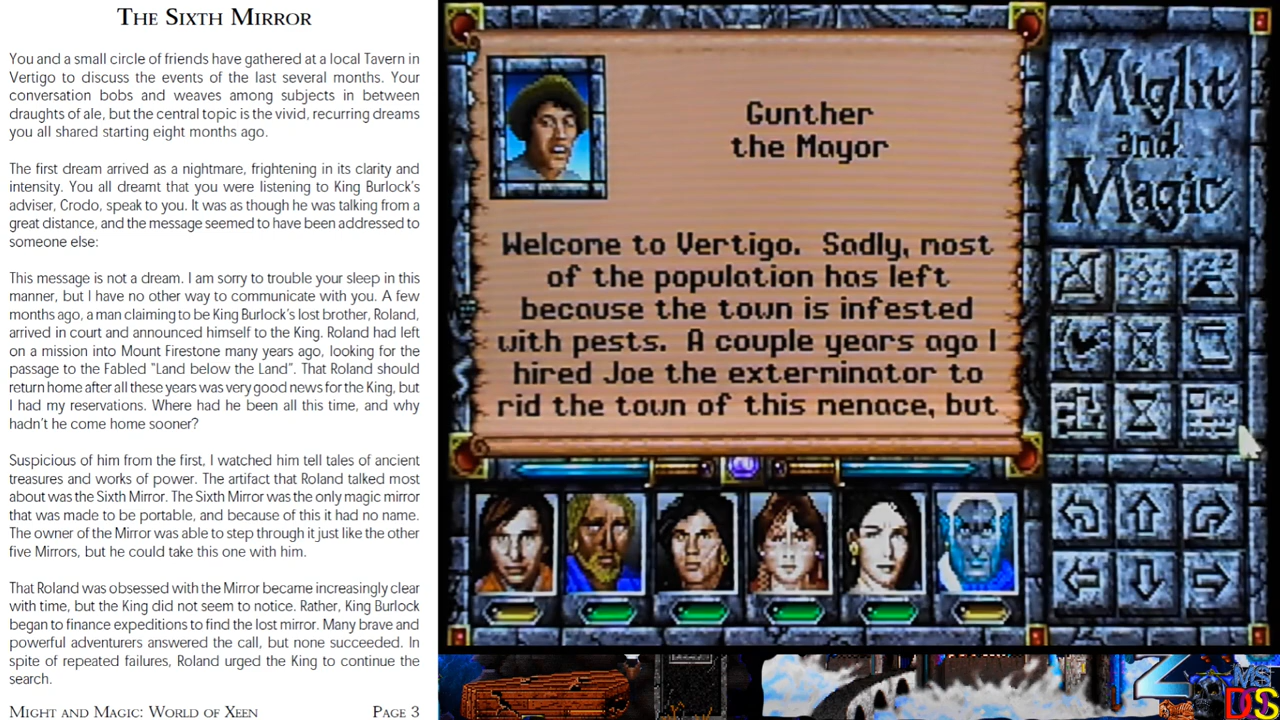 The Sixth Mirror
You and a small circle of friends have gathered at a local Tavern in
Vertigo to discuss the events of the last several months. Your
conversation bobs and weaves among subjects in between
draughts of ale, but the central topic is the vivid, recurring dreams
you all shared starting eight months ago.
The first dream arrived as a nightmare, frightening in its clarity and
intensity. You all dreamt that you were listening to King Burlock's
adviser, Crodo, speak to you. It was as though he was talking from a
great distance, and the message seemed to have been addressed to
someone else:
This message is not a dream. I am sorry to trouble your sleep in this
manner, but I have no other way to communicate with you. A few
months ago, a man claiming to be King Burlock's lost brother, Roland,
arrived in court and announced himself to the King. Roland had left
on a mission into Mount Firestone many years ago, looking for the
passage to the Fabled "Land below the Land". That Roland should
return home after all these years was very good news for the King, but
I had my reservations. Where had he been all this time, and why
hadn't he come home sooner?
Suspicious of him from the first, I watched him tell tales of ancient
treasures and works of power. The artifact that Roland talked most
about was the Sixth Mirror. The Sixth Mirror was the only magic mirror
that was made to be portable, and because of this it had no name.
The owner of the Mirror was able to step through it just like the other
five Mirrors, but he could take this one with him.
That Roland was obsessed with the Mirror became increasingly clear
with time, but the King did not seem to notice. Rather, King Burlock
began to finance expeditions to find the lost mirror. Many brave and
powerful adventurers answered the call, but none succeeded. In
spite of repeated failures, Roland urged the King to continue the
search.
Might and Magic: World of Xeen Page 3
Gunther
the Mayor
Welcome to Vertigo. Sadly, most
of the population has left
because the town is infested
with pests. A couple years ago I
hired Joe the exterminator to
rid the town of this menace, but
Might
and
Magic
DS